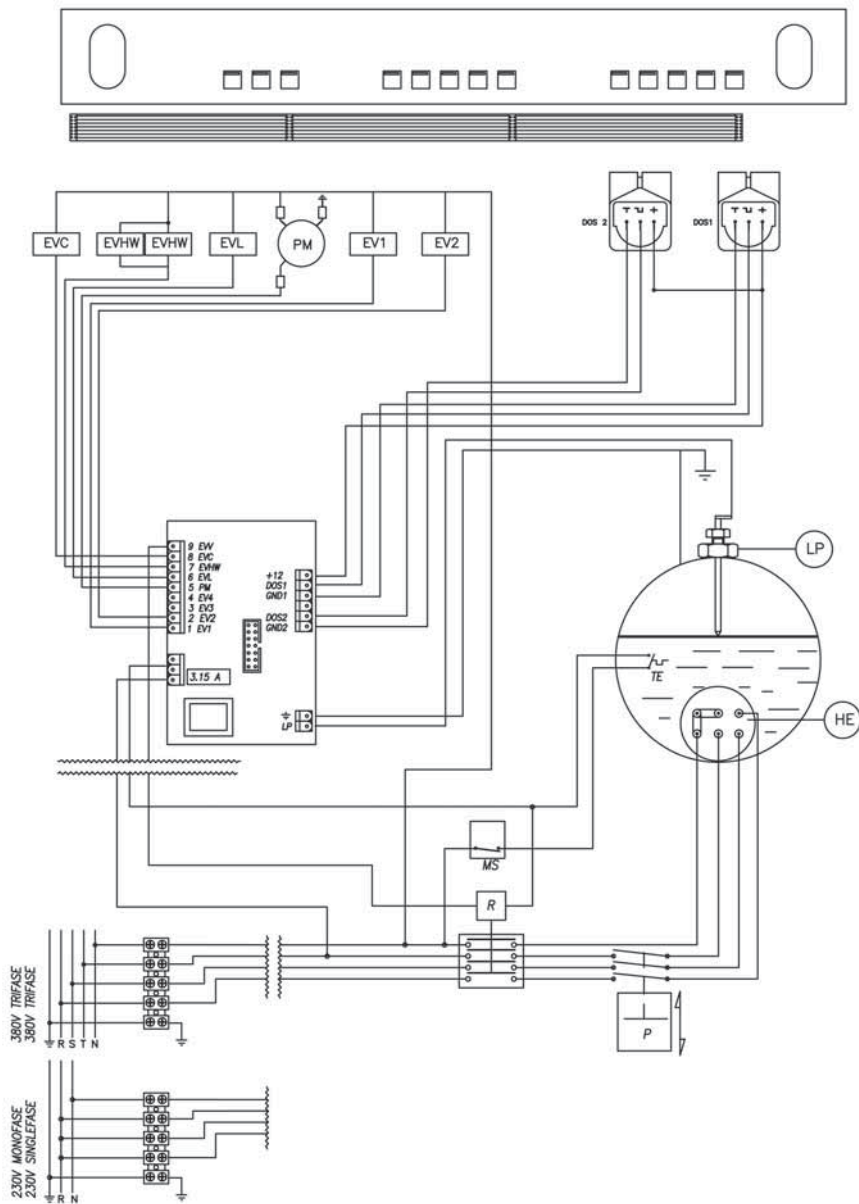 DOS 2
DOS1
EVC
EVHW
EVHW
EVL
PM
EV1
EV2
LP
9 EVV
8 EVC
7 EVHW
6 EVL
5 PM
4 EV4
3 EV3
2 EV2
1 EV1
+12
DOS1
GND1
DOS2
GND2
3.15 A
LP
TE
HE
MS
R
P
380V TRIFASE
380V TRIFASE
R S T N
230V MONOFASE
230V SINGLEFASE
R N